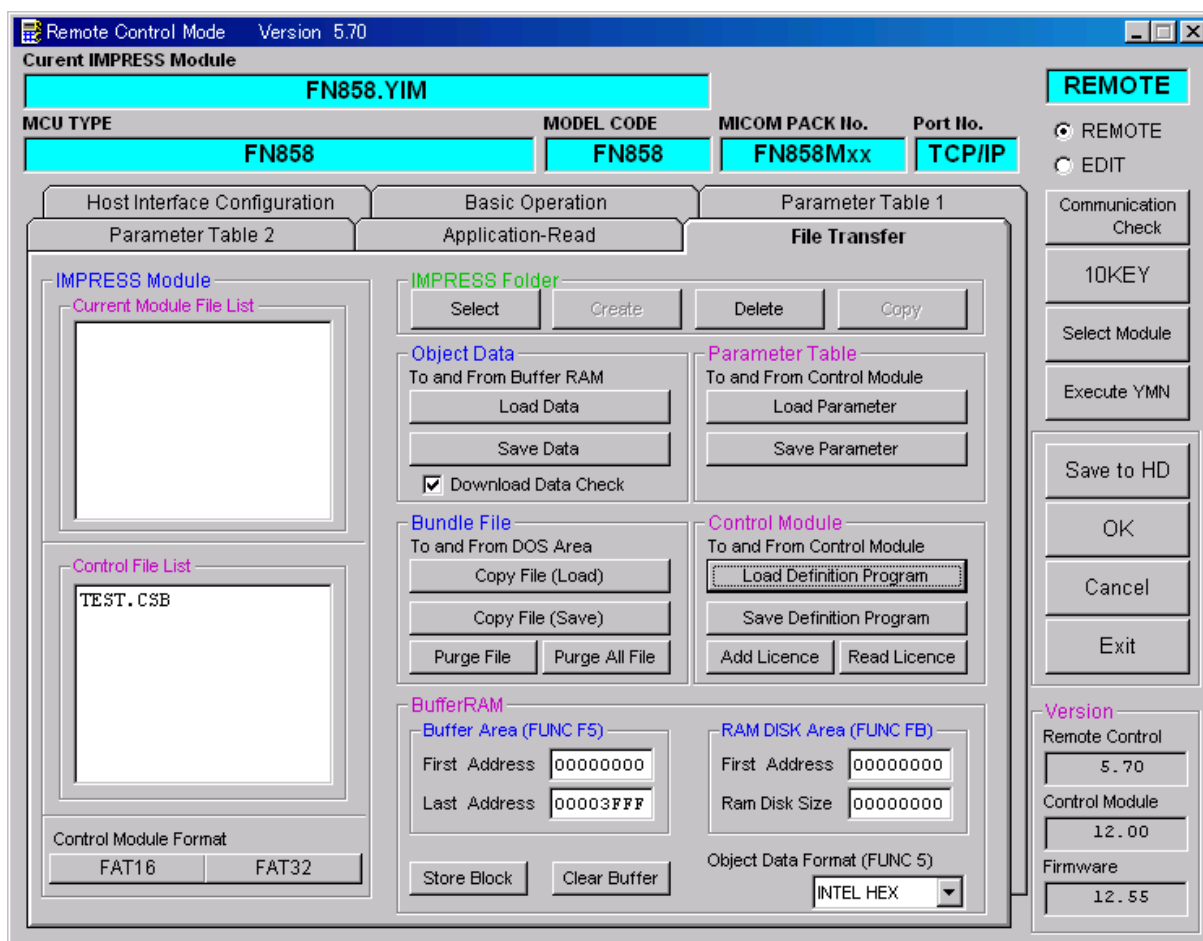 Remote Control Mode Version 5.70
Curent IMPRESS Module
FN858.YIM
REMOTE
MCU TYPE MODEL CODE MICOM PACK No. Port No.
FN858 FN858 FN858Mxx TCP/IP
REMOTE
EDIT
Host Interface Configuration Basic Operation Parameter Table 1
Parameter Table 2 Application-Read File Transfer
Communication
Check
10KEY
Select Module
Execute YMN
Save to HD
OK
Cancel
Exit
IMPRESS Module
Current Module File List
Control File List
TEST.CSB
Control Module Format
FAT16 FAT32
IMPRESS Folder
Select Create Delete Copy
Object Data
To and From Buffer RAM
Load Data
Save Data
Download Data Check
Parameter Table
To and From Control Module
Load Parameter
Save Parameter
Bundle File
To and From DOS Area
Copy File (Load)
Copy File (Save)
Purge File Purge All File
Control Module
To and From Control Module
Load Definition Program
Save Definition Program
Add Licence Read Licence
BufferRAM
Buffer Area (FUNC F5)
First Address 00000000
Last Address 00003FFF
RAM DISK Area (FUNC FB)
First Address 00000000
Ram Disk Size 00000000
Store Block Clear Buffer
Object Data Format (FUNC 5)
INTEL HEX
Version
Remote Control
5.70
Control Module
12.00
Firmware
12.55